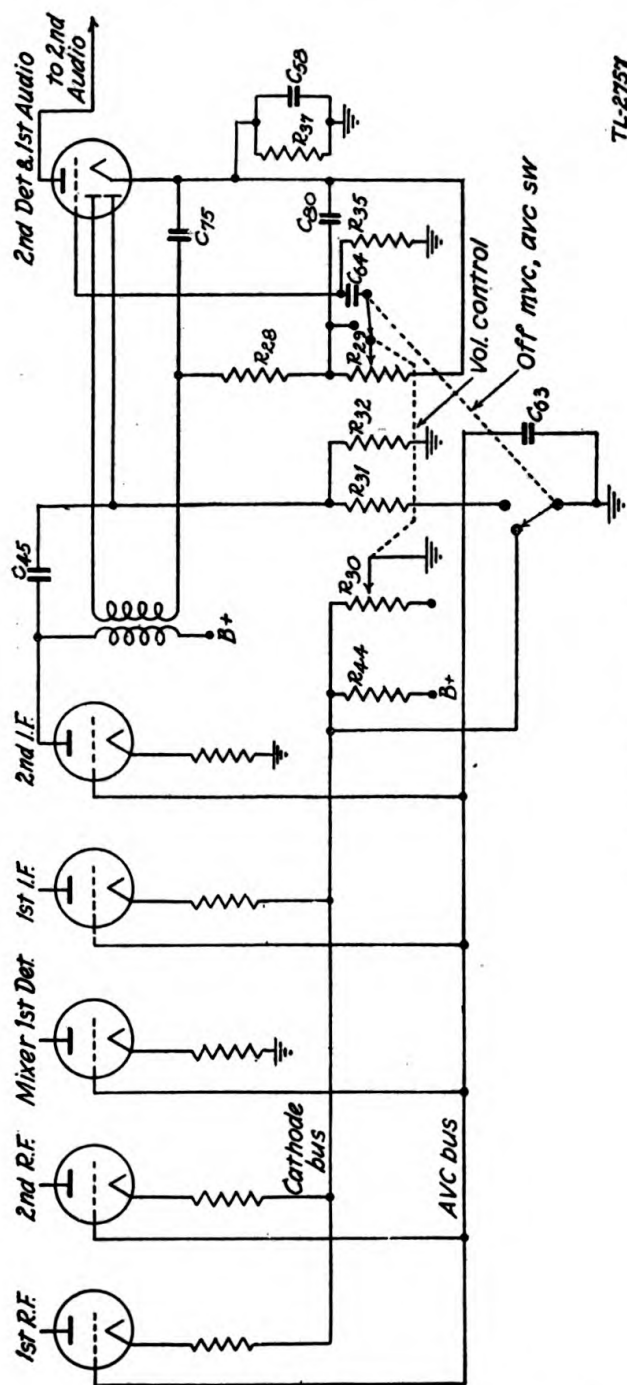 1st R.F.
2nd R.F.
Mixer 1st Det.
1st I.F.
2nd I.F.
2nd Det & 1st Audio
to 2nd
Audio
C45
B+
C75
R37
C58
C80
C64
R35
R28
R29
R32
R31
R30
R44
B+
Vol. control
Off mvc, avc sw
C63
Cathode
bus
AVC bus
TL-2757